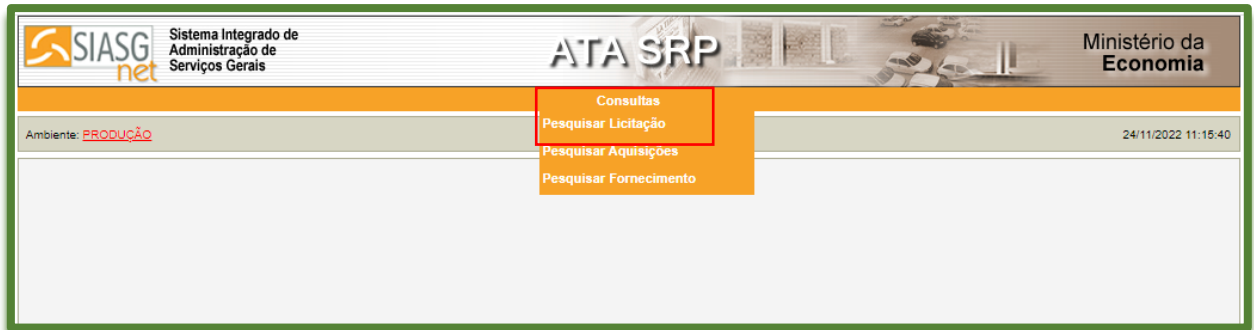 SIASG
net
Sistema Integrado de
Administração de
Serviços Gerais
ATA SRP
Ministério da
Economia
Consultas
Pesquisar Licitação
Pesquisar Aquisições
Pesquisar Fornecimento
Ambiente: PRODUÇÃO
24/11/2022 11:15:40